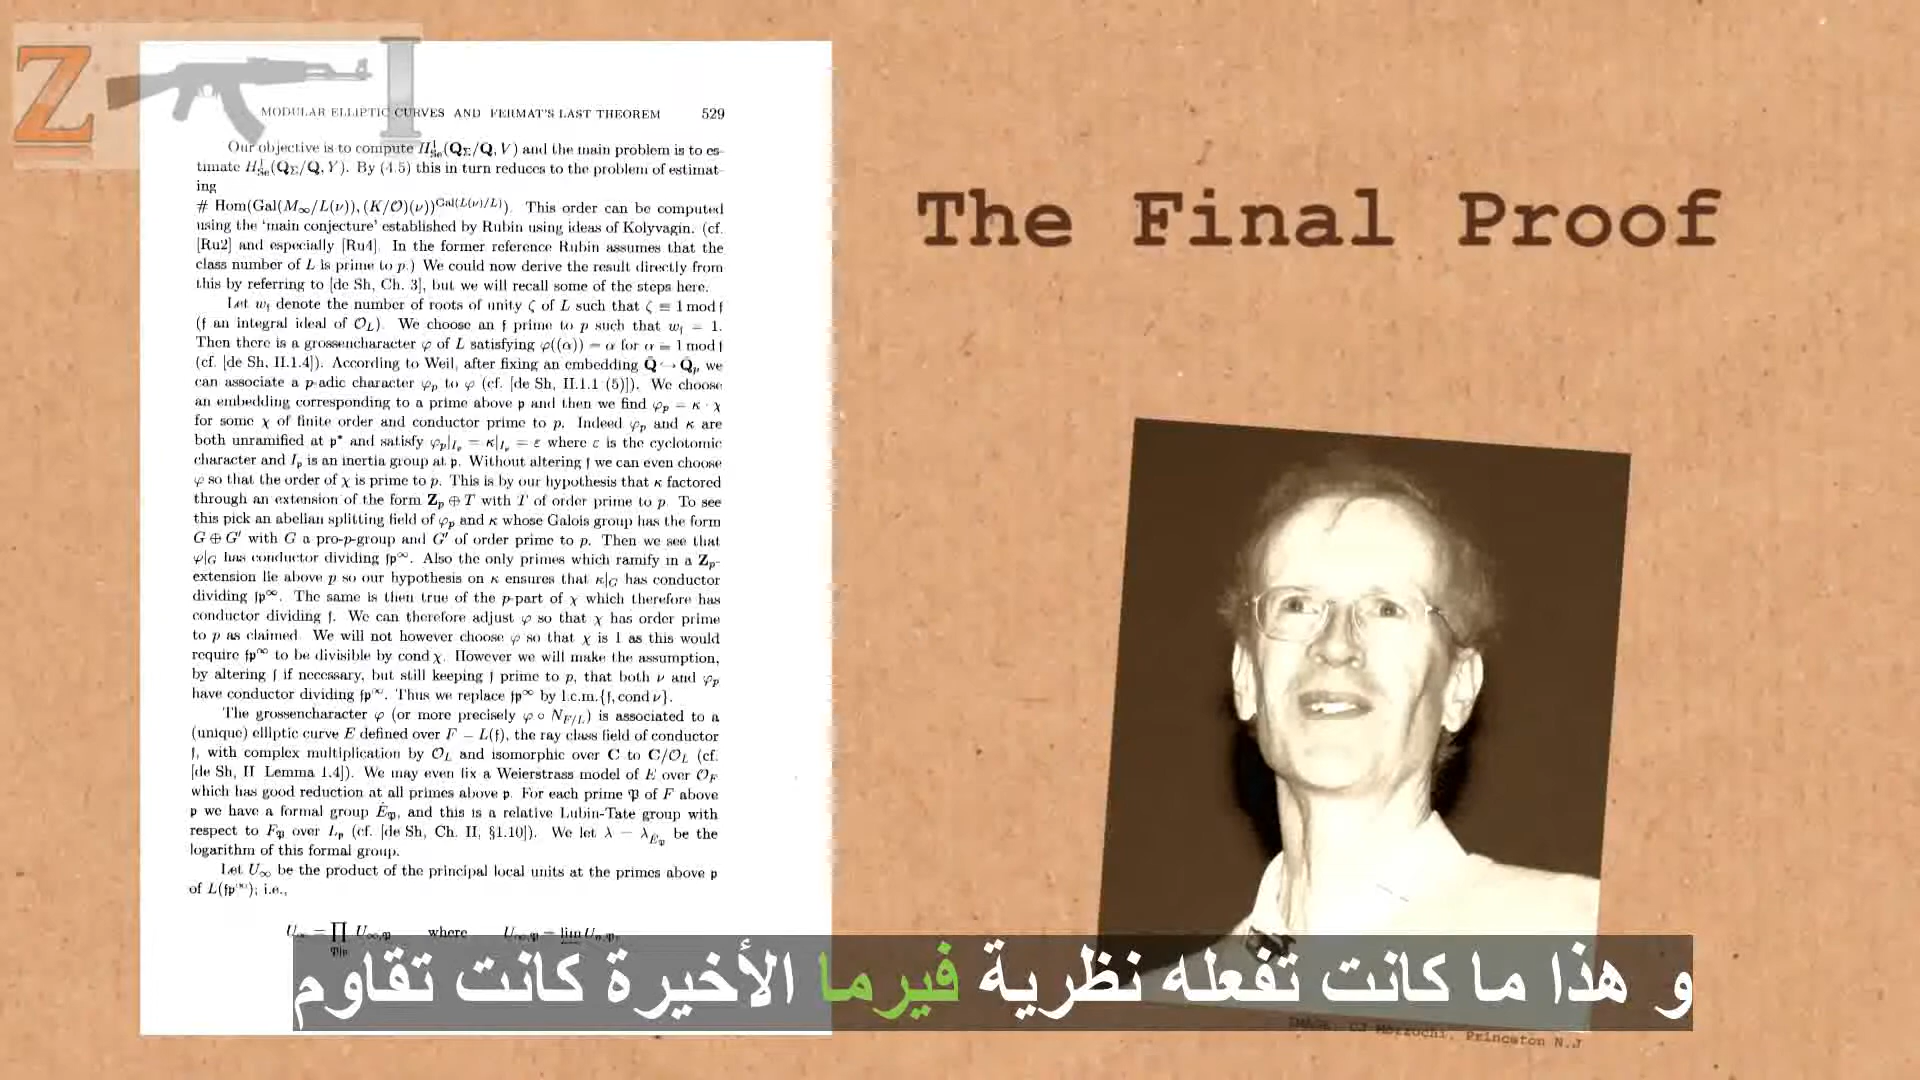 Z I
MODULAR ELLIPTIC CURVES AND FERMAT'S LAST THEOREM 529
Our objective is to compute H¹_Se(Q_Σ/Q, V) and the main problem is to es-
timate H¹_Se(Q_Σ/Q, Y). By (4.5) this in turn reduces to the problem of estimat-
ing
# Hom(Gal(M_∞/L(ν)), (K/O)(ν))^Gal(L(ν)/L)). This order can be computed
using the 'main conjecture' established by Rubin using ideas of Kolyvagin. (cf.
[Ru2] and especially [Ru4]. In the former reference Rubin assumes that the
class number of L is prime to p.) We could now derive the result directly from
this by referring to [de Sh, Ch. 3], but we will recall some of the steps here.
Let w_f denote the number of roots of unity ζ of L such that ζ ≡ 1 mod f
(f an integral ideal of O_L). We choose an f prime to p such that w_f = 1.
Then there is a grossencharacter φ of L satisfying φ((α)) = α for α ≡ 1 mod f
(cf. [de Sh, II.1.4]). According to Weil, after fixing an embedding Q̄ ↪ Q̄_p we
can associate a p-adic character φ_p to φ (cf. [de Sh, II.1.1 (5)]). We choose
an embedding corresponding to a prime above p and then we find φ_p = κ · χ
for some χ of finite order and conductor prime to p. Indeed φ_p and κ are
both unramified at p* and satisfy φ_p|_I_p = κ|_I_p = ε where ε is the cyclotomic
character and I_p is an inertia group at p. Without altering f we can even choose
φ so that the order of χ is prime to p. This is by our hypothesis that κ factored
through an extension of the form Z_p ⊕ T with T of order prime to p. To see
this pick an abelian splitting field of φ_p and κ whose Galois group has the form
G ⊕ G′ with G a pro-p-group and G′ of order prime to p. Then we see that
φ|_G has conductor dividing fp^∞. Also the only primes which ramify in a Z_p-
extension lie above p so our hypothesis on κ ensures that κ|_G has conductor
dividing fp^∞. The same is then true of the p-part of χ which therefore has
conductor dividing f. We can therefore adjust φ so that χ has order prime
to p as claimed. We will not however choose φ so that χ is 1 as this would
require fp^∞ to be divisible by cond χ. However we will make the assumption,
by altering f if necessary, but still keeping f prime to p, that both ν and φ_p
have conductor dividing fp^∞. Thus we replace fp^∞ by l.c.m.{f, cond ν}.
The grossencharacter φ (or more precisely φ ∘ N_F/L) is associated to a
(unique) elliptic curve E defined over F = L(f), the ray class field of conductor
f, with complex multiplication by O_L and isomorphic over C to C/O_L (cf.
[de Sh, II Lemma 1.4]). We may even fix a Weierstrass model of E over O_F
which has good reduction at all primes above p. For each prime 𝔓 of F above
p we have a formal group Ê_𝔓, and this is a relative Lubin-Tate group with
respect to F_𝔓 over L_p (cf. [de Sh, Ch. II, §1.10]). We let λ = λ_Ê_𝔓 be the
logarithm of this formal group.
Let U_∞ be the product of the principal local units at the primes above p
of L(fp^∞); i.e.,
U_∞ = ∏_𝔓|p U_∞,𝔓 where U_∞,𝔓 = lim U_n,𝔓,
The Final Proof
و هذا ما كانت تفعله نظرية فيرما الأخيرة كانت تقاوم
IMAGE: CJ Mozzochi, Princeton N.J